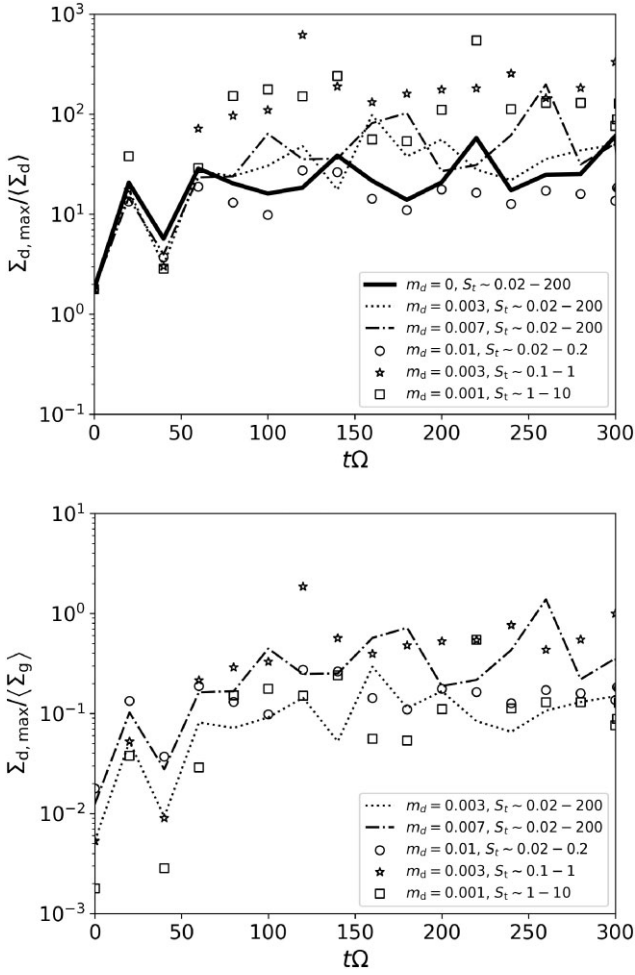 10³
10²
10¹
10⁰
10⁻¹
Σd,max/⟨Σd⟩
m_d = 0, S_t ~ 0.02 − 200
m_d = 0.003, S_t ~ 0.02 − 200
m_d = 0.007, S_t ~ 0.02 − 200
m_d = 0.01, S_t ~ 0.02 − 0.2
m_d = 0.003, S_t ~ 0.1 − 1
m_d = 0.001, S_t ~ 1 − 10
0 50 100 150 200 250 300
tΩ
10¹
10⁰
10⁻¹
10⁻²
10⁻³
Σd,max/⟨Σg⟩
m_d = 0.003, S_t ~ 0.02 − 200
m_d = 0.007, S_t ~ 0.02 − 200
m_d = 0.01, S_t ~ 0.02 − 0.2
m_d = 0.003, S_t ~ 0.1 − 1
m_d = 0.001, S_t ~ 1 − 10
0 50 100 150 200 250 300
tΩ